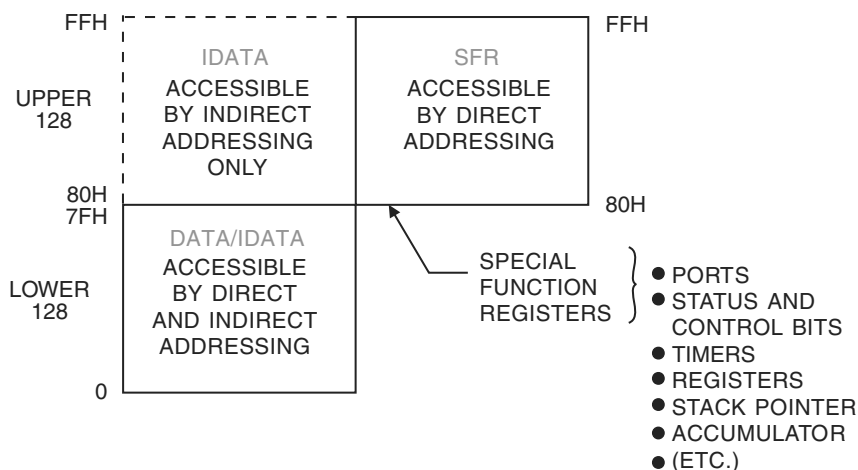 FFH
UPPER
128
80H
7FH
LOWER
128
0
IDATA
ACCESSIBLE
BY INDIRECT
ADDRESSING
ONLY
SFR
ACCESSIBLE
BY DIRECT
ADDRESSING
FFH
80H
DATA/IDATA
ACCESSIBLE
BY DIRECT
AND INDIRECT
ADDRESSING
SPECIAL
FUNCTION
REGISTERS
● PORTS
● STATUS AND
CONTROL BITS
● TIMERS
● REGISTERS
● STACK POINTER
● ACCUMULATOR
● (ETC.)